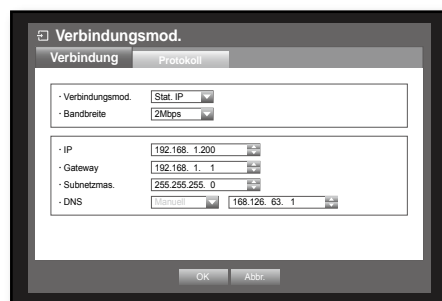 Verbindungsmod.
Verbindung Protokoll
· Verbindungsmod. Stat. IP
· Bandbreite 2Mbps
· IP 192.168. 1.200
· Gateway 192.168. 1. 1
· Subnetzmas. 255.255.255. 0
· DNS Manuell 168.126. 63. 1
OK Abbr.